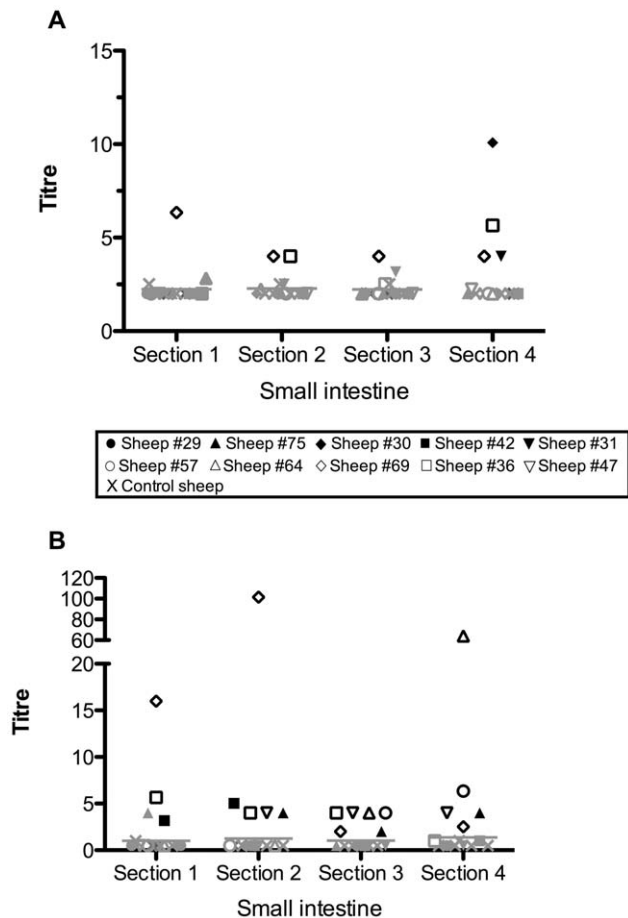 A
15
10
5
0
Titre
Section 1 Section 2 Section 3 Section 4
Small intestine
Sheep #29 Sheep #75 Sheep #30 Sheep #42 Sheep #31
Sheep #57 Sheep #64 Sheep #69 Sheep #36 Sheep #47
X Control sheep
B
120
100
80
60
20
15
10
5
0
Titre
Section 1 Section 2 Section 3 Section 4
Small intestine